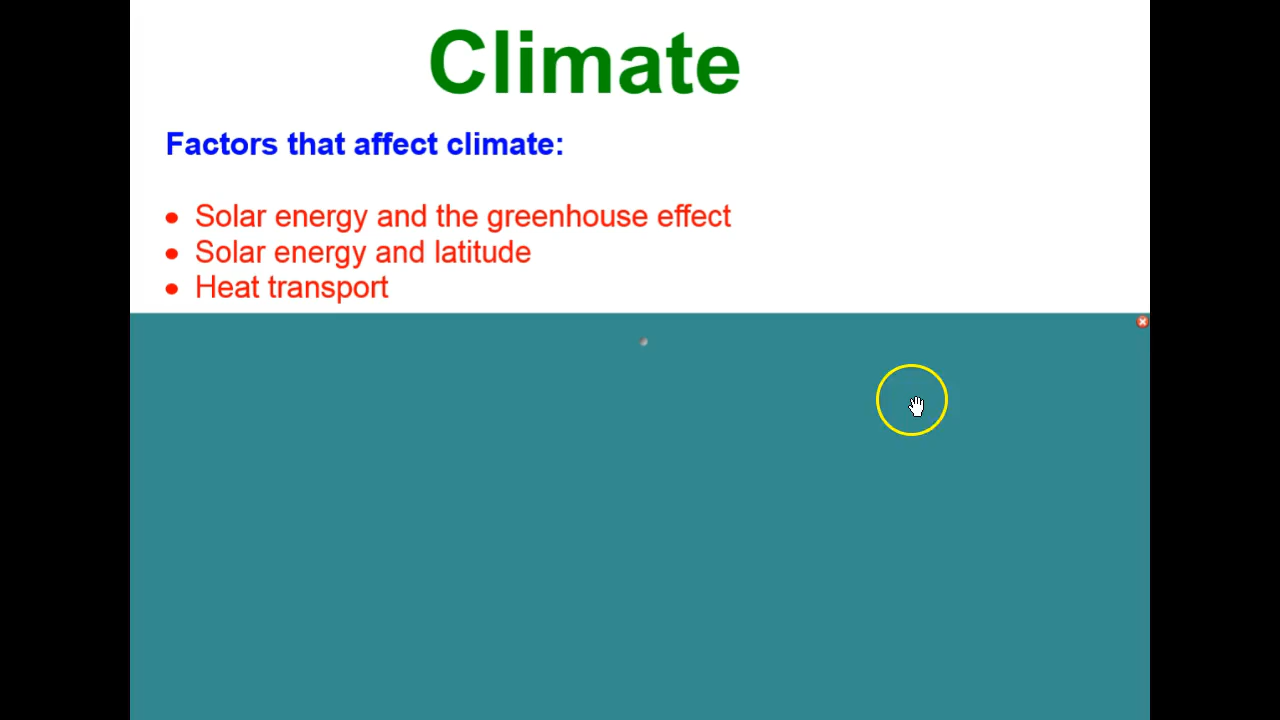 Climate
Factors that affect climate:
• Solar energy and the greenhouse effect
• Solar energy and latitude
• Heat transport